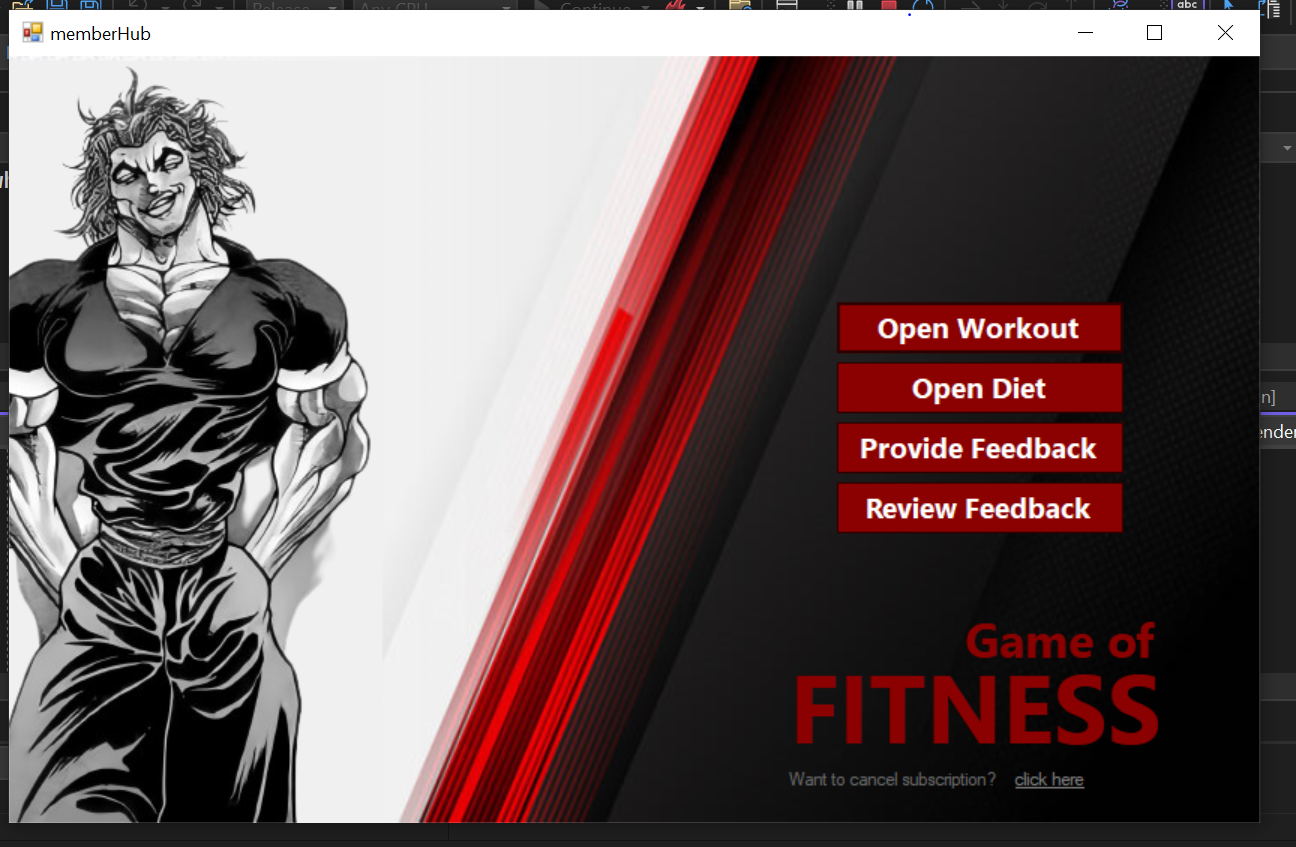 Release
Any CPU
Continue
abc
memberHub
Open Workout
n]
Open Diet
Provide Feedback
Review Feedback
Game of
FITNESS
Want to cancel subscription? click here